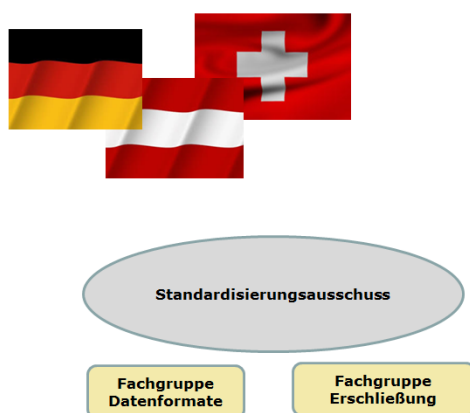 Standardisierungsausschuss
Fachgruppe
Datenformate
Fachgruppe
Erschließung